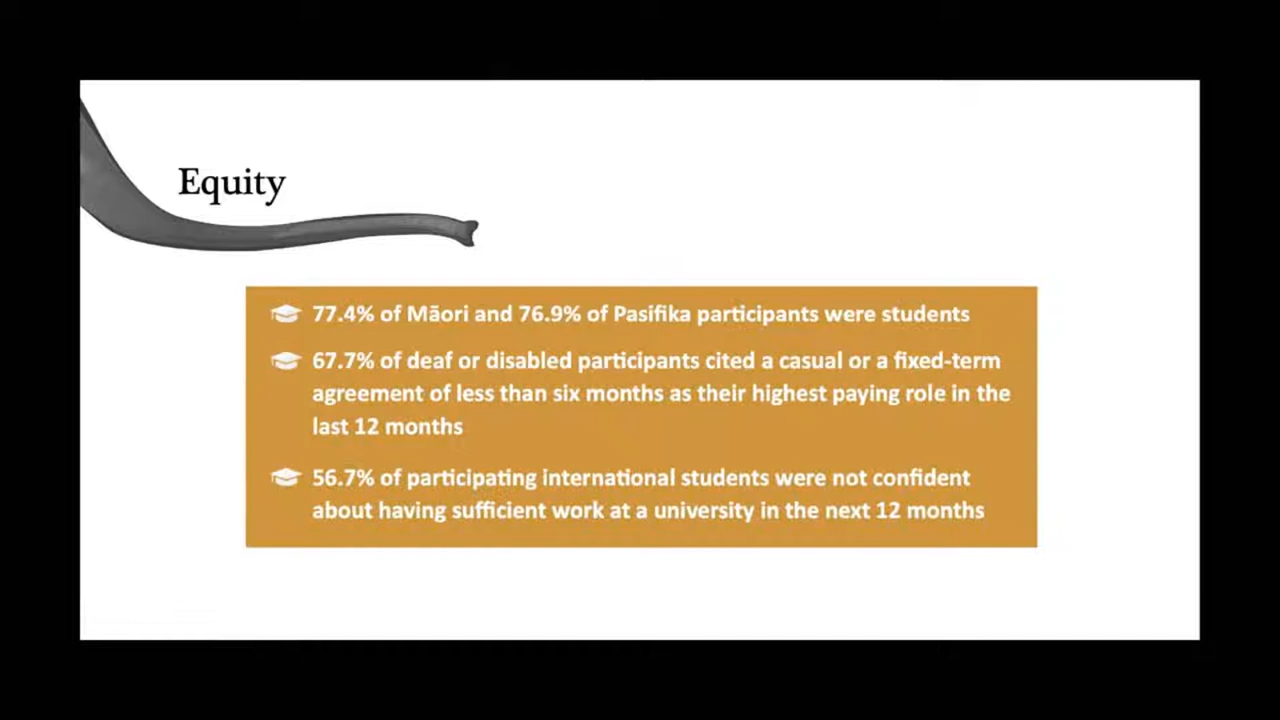 Equity
77.4% of Māori and 76.9% of Pasifika participants were students
67.7% of deaf or disabled participants cited a casual or a fixed-term
agreement of less than six months as their highest paying role in the
last 12 months
56.7% of participating international students were not confident
about having sufficient work at a university in the next 12 months